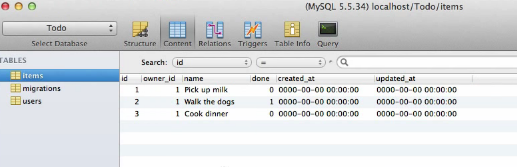 (MySQL 5.5.34) localhost/Todo/items
Todo
Select Database Structure Content Relations Triggers Table Info Query
TABLES Search: id =
items
migrations
users
id owner_id name done created_at updated_at
1 1 Pick up milk 0 0000-00-00 00:00:00 0000-00-00 00:00:00
2 1 Walk the dogs 1 0000-00-00 00:00:00 0000-00-00 00:00:00
3 1 Cook dinner 0 0000-00-00 00:00:00 0000-00-00 00:00:00